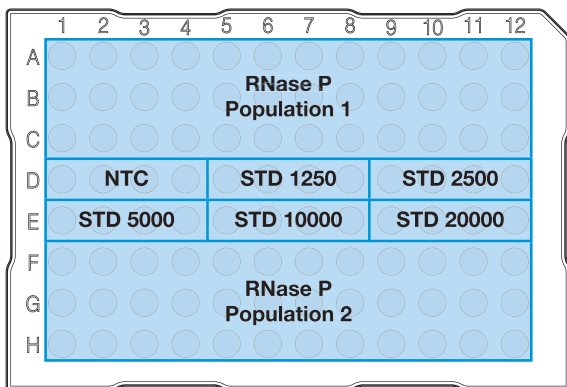 1 2 3 4 5 6 7 8 9 10 11 12
A
RNase P
B
Population 1
C
D NTC STD 1250 STD 2500
E STD 5000 STD 10000 STD 20000
F
RNase P
G
Population 2
H